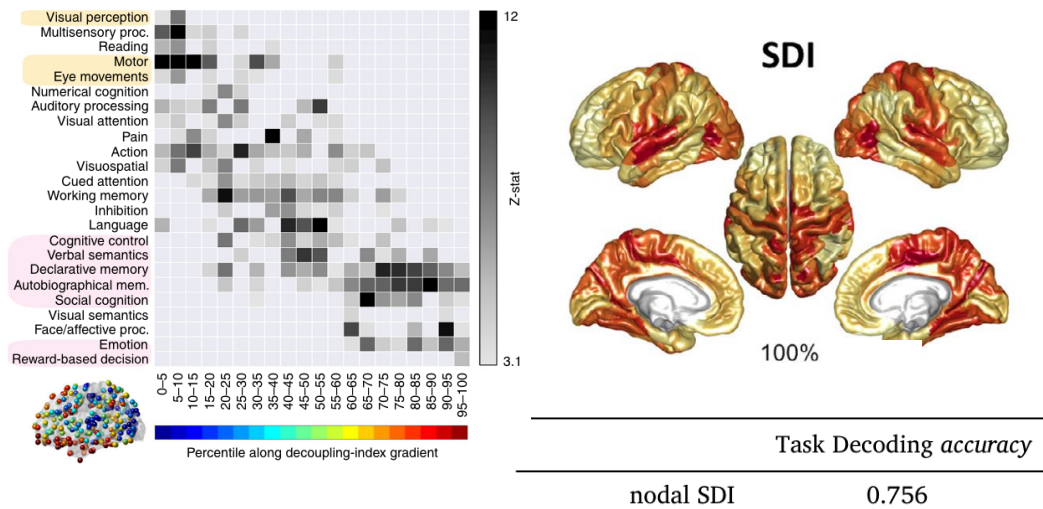 Visual perception
Multisensory proc.
Reading
Motor
Eye movements
Numerical cognition
Auditory processing
Visual attention
Pain
Action
Visuospatial
Cued attention
Working memory
Inhibition
Language
Cognitive control
Verbal semantics
Declarative memory
Autobiographical mem.
Social cognition
Visual semantics
Face/affective proc.
Emotion
Reward-based decision
0–5
5–10
10–15
15–20
20–25
25–30
30–35
35–40
40–45
45–50
50–55
55–60
60–65
65–70
70–75
75–80
80–85
85–90
90–95
95–100
Percentile along decoupling-index gradient
12
Z-stat
3.1
SDI
100%
Task Decoding accuracy
nodal SDI 0.756